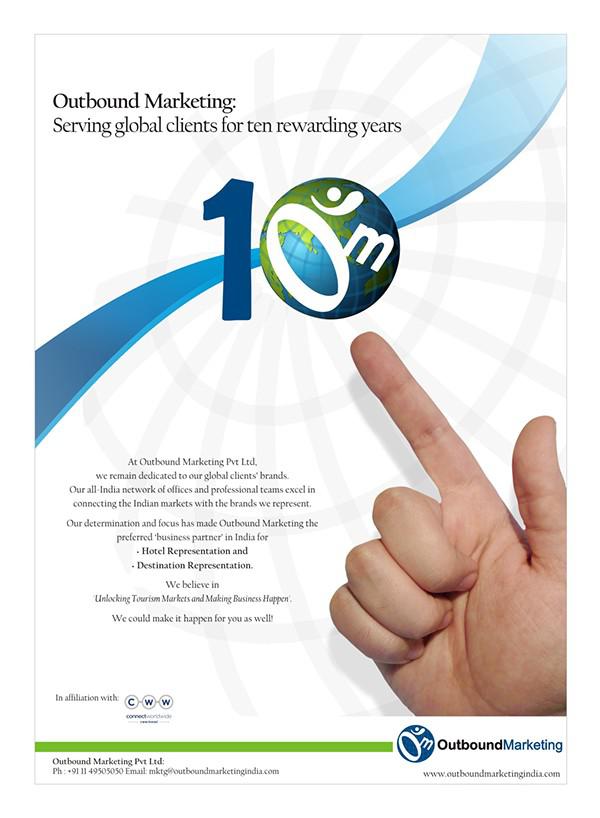 Outbound Marketing:
Serving global clients for ten rewarding years
10
m
At Outbound Marketing Pvt Ltd,
we remain dedicated to our global clients' brands.
Our all-India network of offices and professional teams excel in
connecting the Indian markets with the brands we represent.
Our determination and focus has made Outbound Marketing the
preferred 'business partner' in India for
• Hotel Representation and
• Destination Representation.
We believe in
'Unlocking Tourism Markets and Making Business Happen'.
We could make it happen for you as well!
In affiliation with:
C W W
connectworldwide
m
OutboundMarketing
Outbound Marketing Pvt Ltd:
Ph : +91 11 49505050 Email: mktg@outboundmarketingindia.com
www.outboundmarketingindia.com